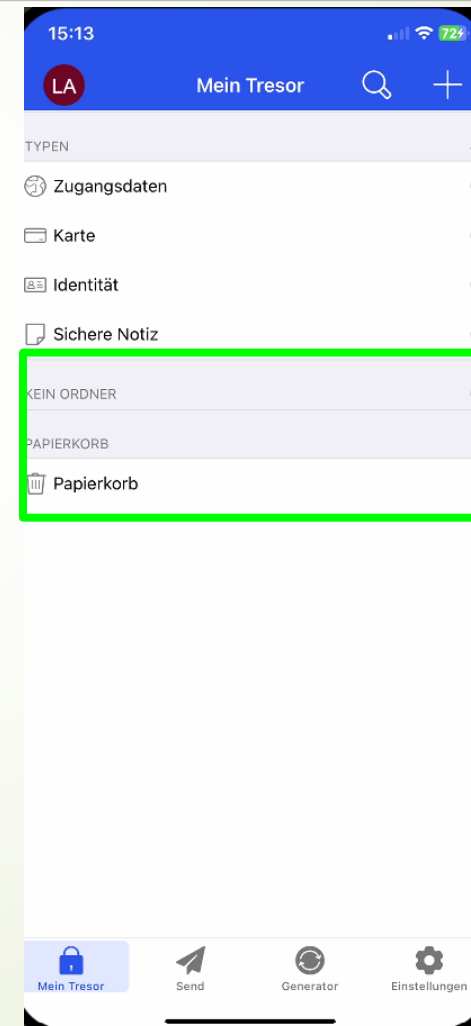 15:13
72
LA
Mein Tresor
TYPEN
Zugangsdaten
Karte
Identität
Sichere Notiz
KEIN ORDNER
PAPIERKORB
Papierkorb
Mein Tresor
Send
Generator
Einstellungen